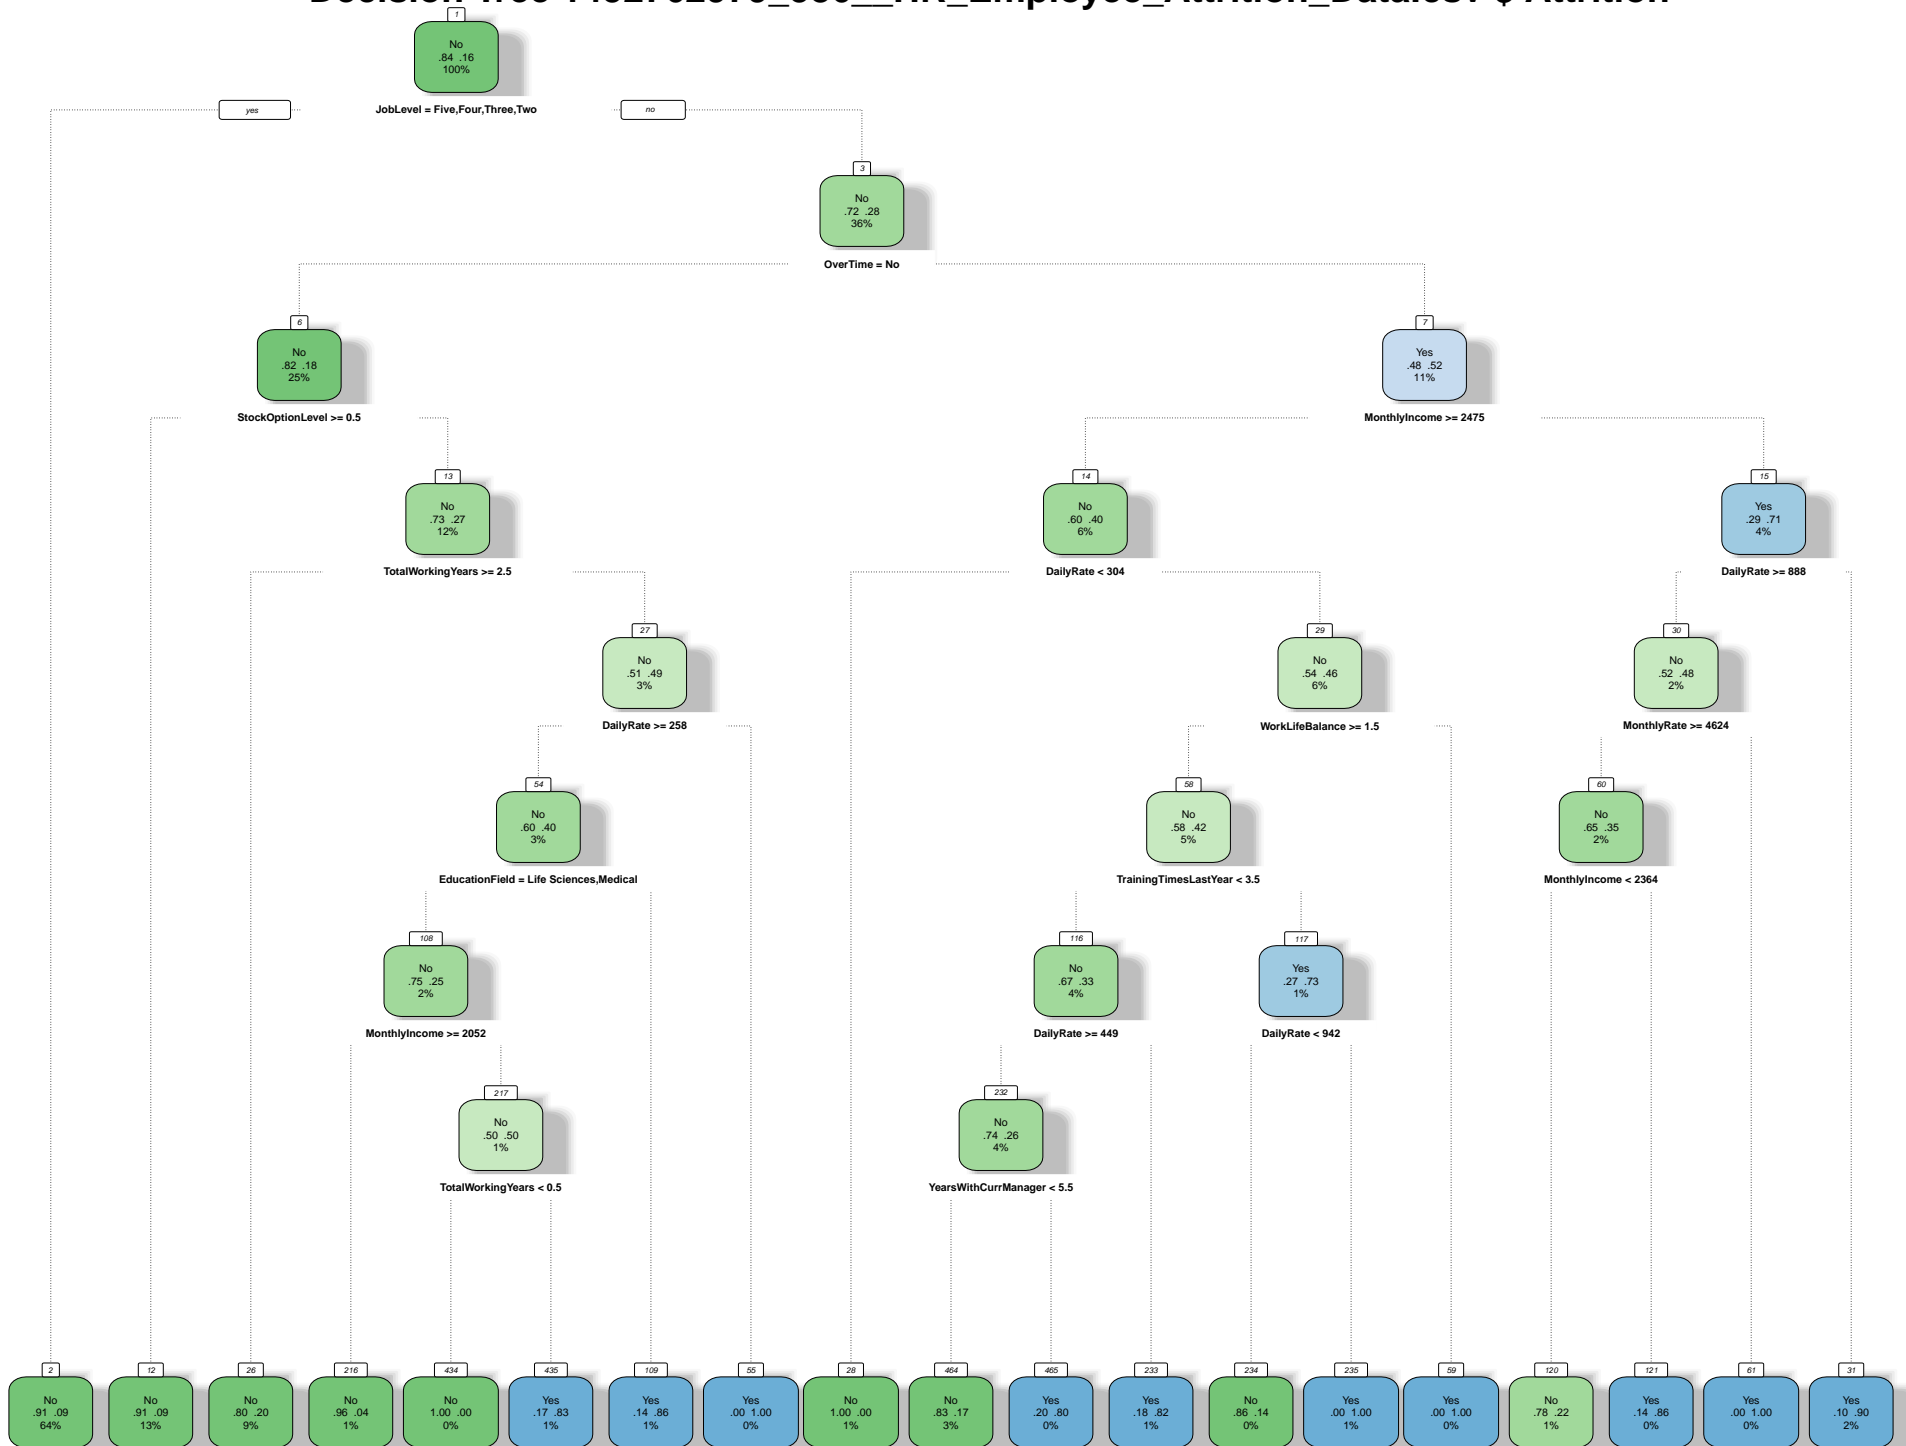 1
No
.84 .16
100%
yes
JobLevel = Five,Four,Three,Two
no
3
No
.72 .28
36%
OverTime = No
6
No
.82 .18
25%
7
Yes
.48 .52
11%
StockOptionLevel >= 0.5
MonthlyIncome >= 2475
13
No
.73 .27
12%
14
No
.60 .40
6%
15
Yes
.29 .71
4%
TotalWorkingYears >= 2.5
DailyRate < 304
DailyRate >= 888
27
No
.51 .49
3%
29
No
.54 .46
6%
30
No
.52 .48
2%
DailyRate >= 258
WorkLifeBalance >= 1.5
MonthlyRate >= 4624
54
No
.60 .40
3%
58
No
.58 .42
5%
60
No
.65 .35
2%
EducationField = Life Sciences,Medical
TrainingTimesLastYear < 3.5
MonthlyIncome < 2364
108
No
.75 .25
2%
116
No
.67 .33
4%
117
Yes
.27 .73
1%
MonthlyIncome >= 2052
DailyRate >= 449
DailyRate < 942
217
No
.50 .50
1%
232
No
.74 .26
4%
TotalWorkingYears < 0.5
YearsWithCurrManager < 5.5
2
No
.91 .09
64%
12
No
.91 .09
13%
26
No
.80 .20
9%
216
No
.96 .04
1%
434
No
1.00 .00
0%
435
Yes
.17 .83
1%
109
Yes
.14 .86
1%
55
Yes
.00 1.00
0%
28
No
1.00 .00
1%
464
No
.83 .17
3%
465
Yes
.20 .80
0%
233
Yes
.18 .82
1%
234
No
.86 .14
0%
235
Yes
.00 1.00
1%
59
Yes
.00 1.00
0%
120
No
.78 .22
1%
121
Yes
.14 .86
0%
61
Yes
.00 1.00
0%
31
Yes
.10 .90
2%